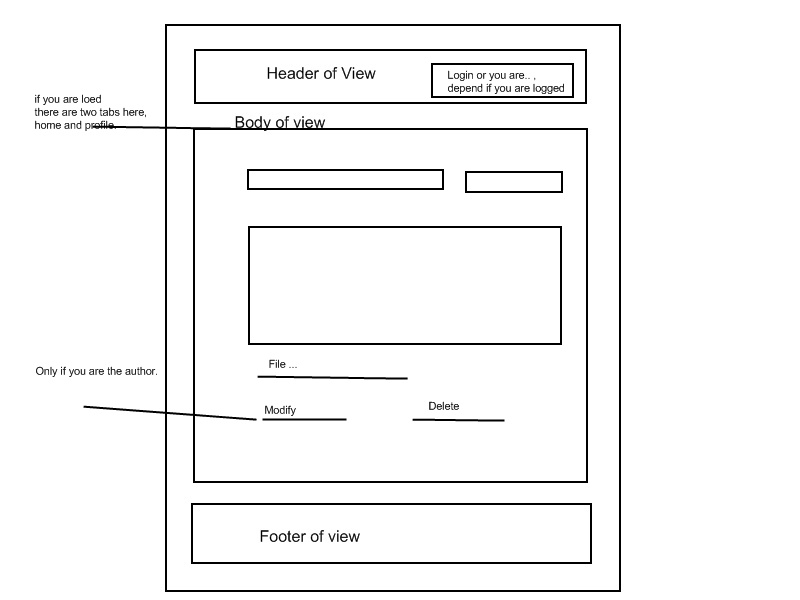 Header of View
Login or you are.. ,
depend if you are logged
if you are loed
there are two tabs here,
home and profile.
Body of view
File ...
Only if you are the author.
Modify
Delete
Footer of view